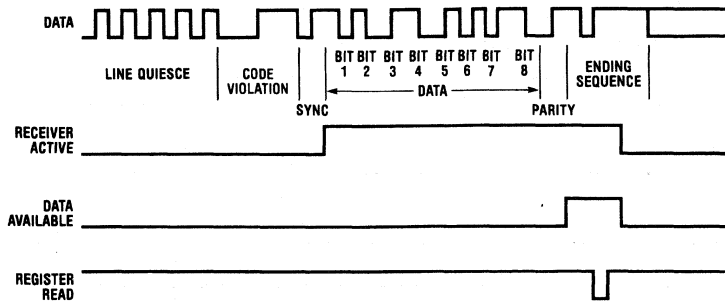 DATA
BIT BIT BIT BIT BIT BIT BIT BIT
1 2 3 4 5 6 7 8
LINE QUIESCE
CODE
VIOLATION
ENDING
SEQUENCE
DATA
SYNC
PARITY
RECEIVER
ACTIVE
DATA
AVAILABLE
REGISTER
READ